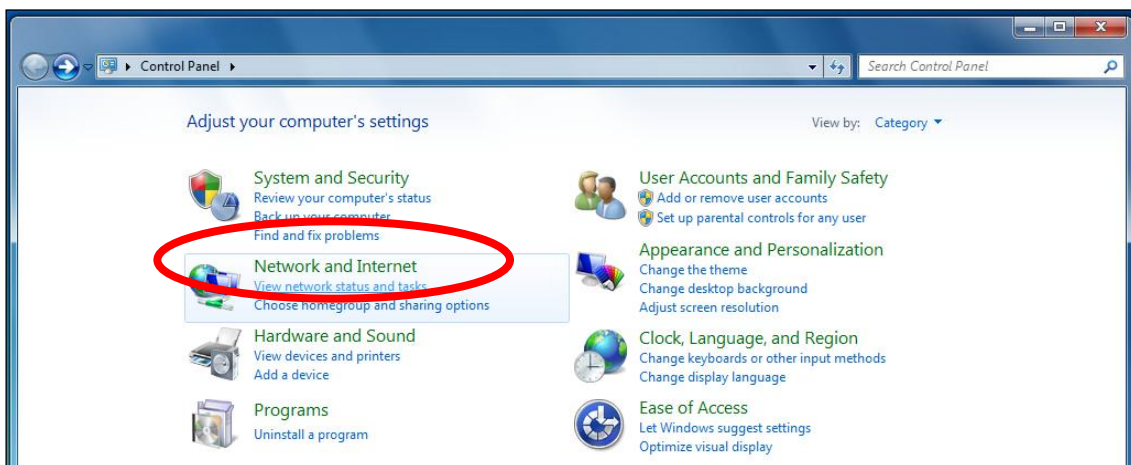 Control Panel
Search Control Panel
Adjust your computer's settings
View by: Category
System and Security
Review your computer's status
Back up your computer
Find and fix problems
Network and Internet
View network status and tasks
Choose homegroup and sharing options
Hardware and Sound
View devices and printers
Add a device
Programs
Uninstall a program
User Accounts and Family Safety
Add or remove user accounts
Set up parental controls for any user
Appearance and Personalization
Change the theme
Change desktop background
Adjust screen resolution
Clock, Language, and Region
Change keyboards or other input methods
Change display language
Ease of Access
Let Windows suggest settings
Optimize visual display